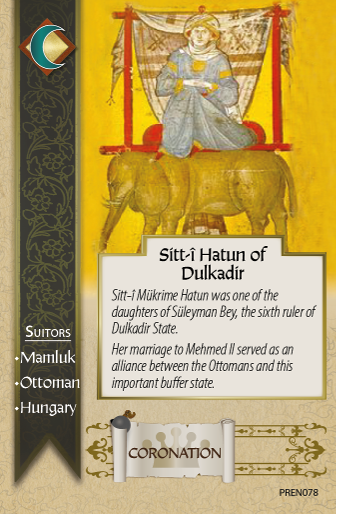 Sitt-î Hatun of
Dulkadir
Sitt-î Mükrime Hatun was one of the
daughters of Süleyman Bey, the sixth ruler of
Dulkadir State.
Her marriage to Mehmed II served as an
alliance between the Ottomans and this
important buffer state.
Suitors
•Mamluk
•Ottoman
•Hungary
CORONATION
PREN078